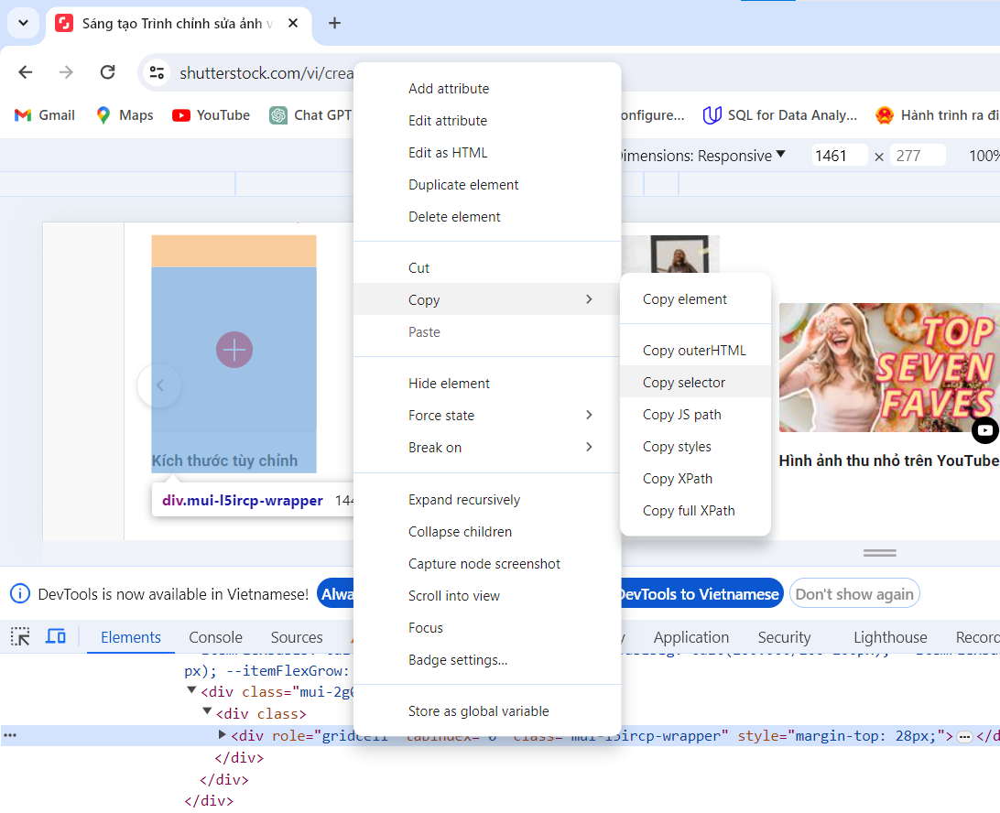 Sáng tạo Trình chỉnh sửa ảnh v
shutterstock.com/vi/crea
Gmail
Maps
YouTube
Chat GPT
onfigure...
SQL for Data Analy...
Hành trình ra đi
Dimensions: Responsive
1461 × 277
100%
Add attribute
Edit attribute
Edit as HTML
Duplicate element
Delete element
Cut
Copy
Paste
Hide element
Force state
Break on
Expand recursively
Collapse children
Capture node screenshot
Scroll into view
Focus
Badge settings...
Store as global variable
Copy element
Copy outerHTML
Copy selector
Copy JS path
Copy styles
Copy XPath
Copy full XPath
TOP
SEVEN
FAVES
Kích thước tùy chỉnh
Hình ảnh thu nhỏ trên YouTube
div.mui-l5ircp-wrapper 144
DevTools is now available in Vietnamese!
Alwa
DevTools to Vietnamese
Don't show again
Elements
Console
Sources
Application
Security
Lighthouse
Record
px); --itemFlexGrow:
<div class="mui-2g
<div class>
<div role="gridcell" tabindex="0" class="mui-l5ircp-wrapper" style="margin-top: 28px;"> ... </d
</div>
</div>
</div>